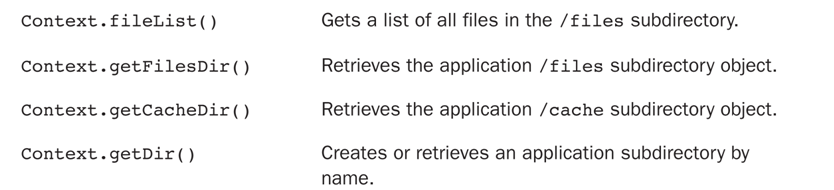 Context.fileList() Gets a list of all files in the /files subdirectory.
Context.getFilesDir() Retrieves the application /files subdirectory object.
Context.getCacheDir() Retrieves the application /cache subdirectory object.
Context.getDir() Creates or retrieves an application subdirectory by
name.